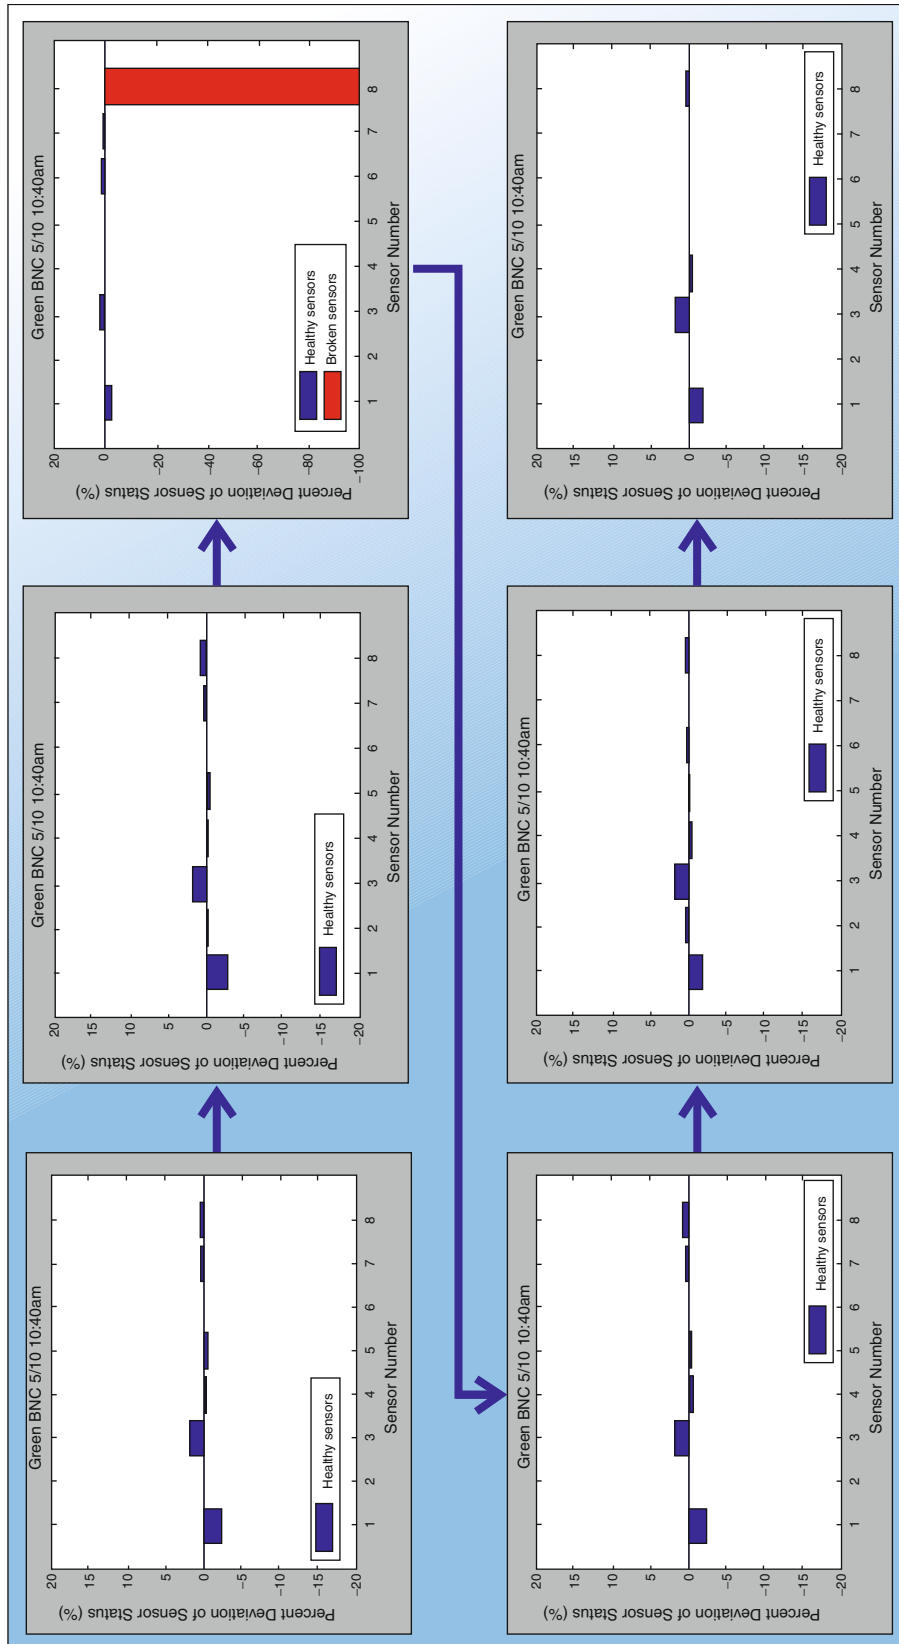 Green BNC 5/10 10:40am
Percent Deviation of Sensor Status (%)
20
15
10
5
0
−5
−10
−15
−20
Healthy sensors
1 2 3 4 5 6 7 8
Sensor Number
Green BNC 5/10 10:40am
Percent Deviation of Sensor Status (%)
20
15
10
5
0
−5
−10
−15
−20
Healthy sensors
1 2 3 4 5 6 7 8
Sensor Number
Green BNC 5/10 10:40am
Percent Deviation of Sensor Status (%)
20
0
−20
−40
−60
−80
−100
Healthy sensors
Broken sensors
1 2 3 4 5 6 7 8
Sensor Number
Green BNC 5/10 10:40am
Percent Deviation of Sensor Status (%)
20
15
10
5
0
−5
−10
−15
−20
Healthy sensors
1 2 3 4 5 6 7 8
Sensor Number
Green BNC 5/10 10:40am
Percent Deviation of Sensor Status (%)
20
15
10
5
0
−5
−10
−15
−20
Healthy sensors
1 2 3 4 5 6 7 8
Sensor Number
Green BNC 5/10 10:40am
Percent Deviation of Sensor Status (%)
20
15
10
5
0
−5
−10
−15
−20
Healthy sensors
1 2 3 4 5 6 7 8
Sensor Number